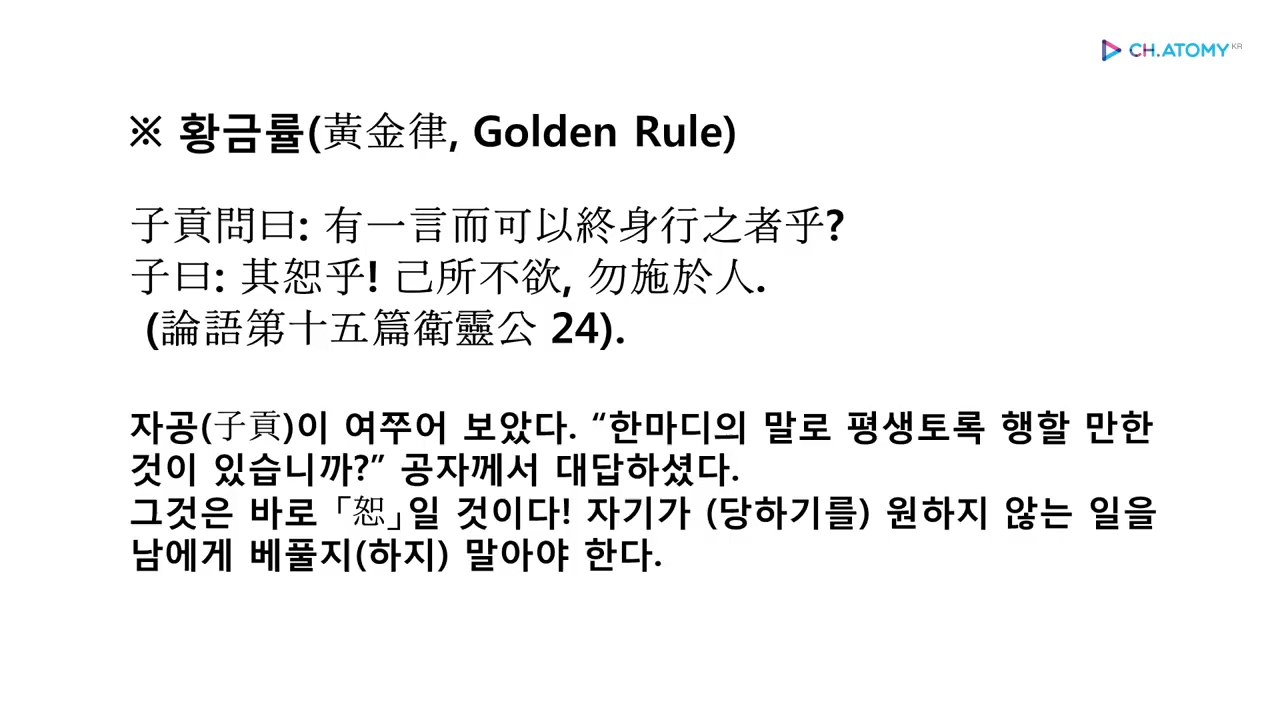 CH.ATOMY KR
※ 황금률(黃金律, Golden Rule)
子貢問曰: 有一言而可以終身行之者乎?
子曰: 其恕乎! 己所不欲, 勿施於人.
(論語第十五篇衛靈公 24).
자공(子貢)이 여쭈어 보았다. “한마디의 말로 평생토록 행할 만한
것이 있습니까?” 공자께서 대답하셨다.
그것은 바로 「恕」일 것이다! 자기가 (당하기를) 원하지 않는 일을
남에게 베풀지(하지) 말아야 한다.